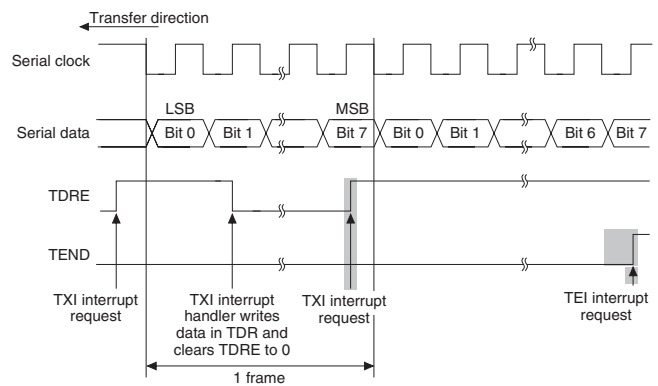 Transfer direction
Serial clock
LSB
MSB
Serial data
Bit 0
Bit 1
Bit 7
Bit 0
Bit 1
Bit 6
Bit 7
TDRE
TEND
TXI interrupt
request
TXI interrupt
handler writes
data in TDR and
clears TDRE to 0
TXI interrupt
request
TEI interrupt
request
1 frame